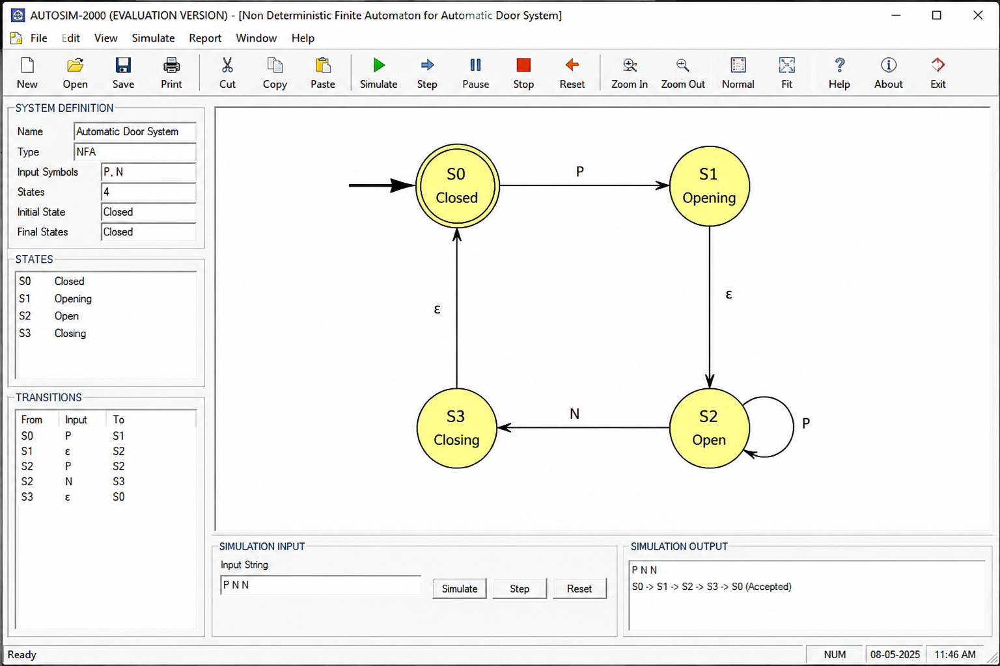 AUTOSIM-2000 (EVALUATION VERSION) - [Non Deterministic Finite Automaton for Automatic Door System]
File Edit View Simulate Report Window Help
New Open Save Print Cut Copy Paste Simulate Step Pause Stop Reset Zoom In Zoom Out Normal Fit Help About Exit
SYSTEM DEFINITION
Name Automatic Door System
Type NFA
Input Symbols P, N
States 4
Initial State Closed
Final States Closed
STATES
S0 Closed
S1 Opening
S2 Open
S3 Closing
TRANSITIONS
From Input To
S0 P S1
S1 ε S2
S2 P S2
S2 N S3
S3 ε S0
S0
Closed
P
S1
Opening
ε
ε
S3
Closing
N
S2
Open
P
SIMULATION INPUT
Input String
P N N
Simulate Step Reset
SIMULATION OUTPUT
P N N
S0 -> S1 -> S2 -> S3 -> S0 (Accepted)
Ready NUM 08-05-2025 11:46 AM